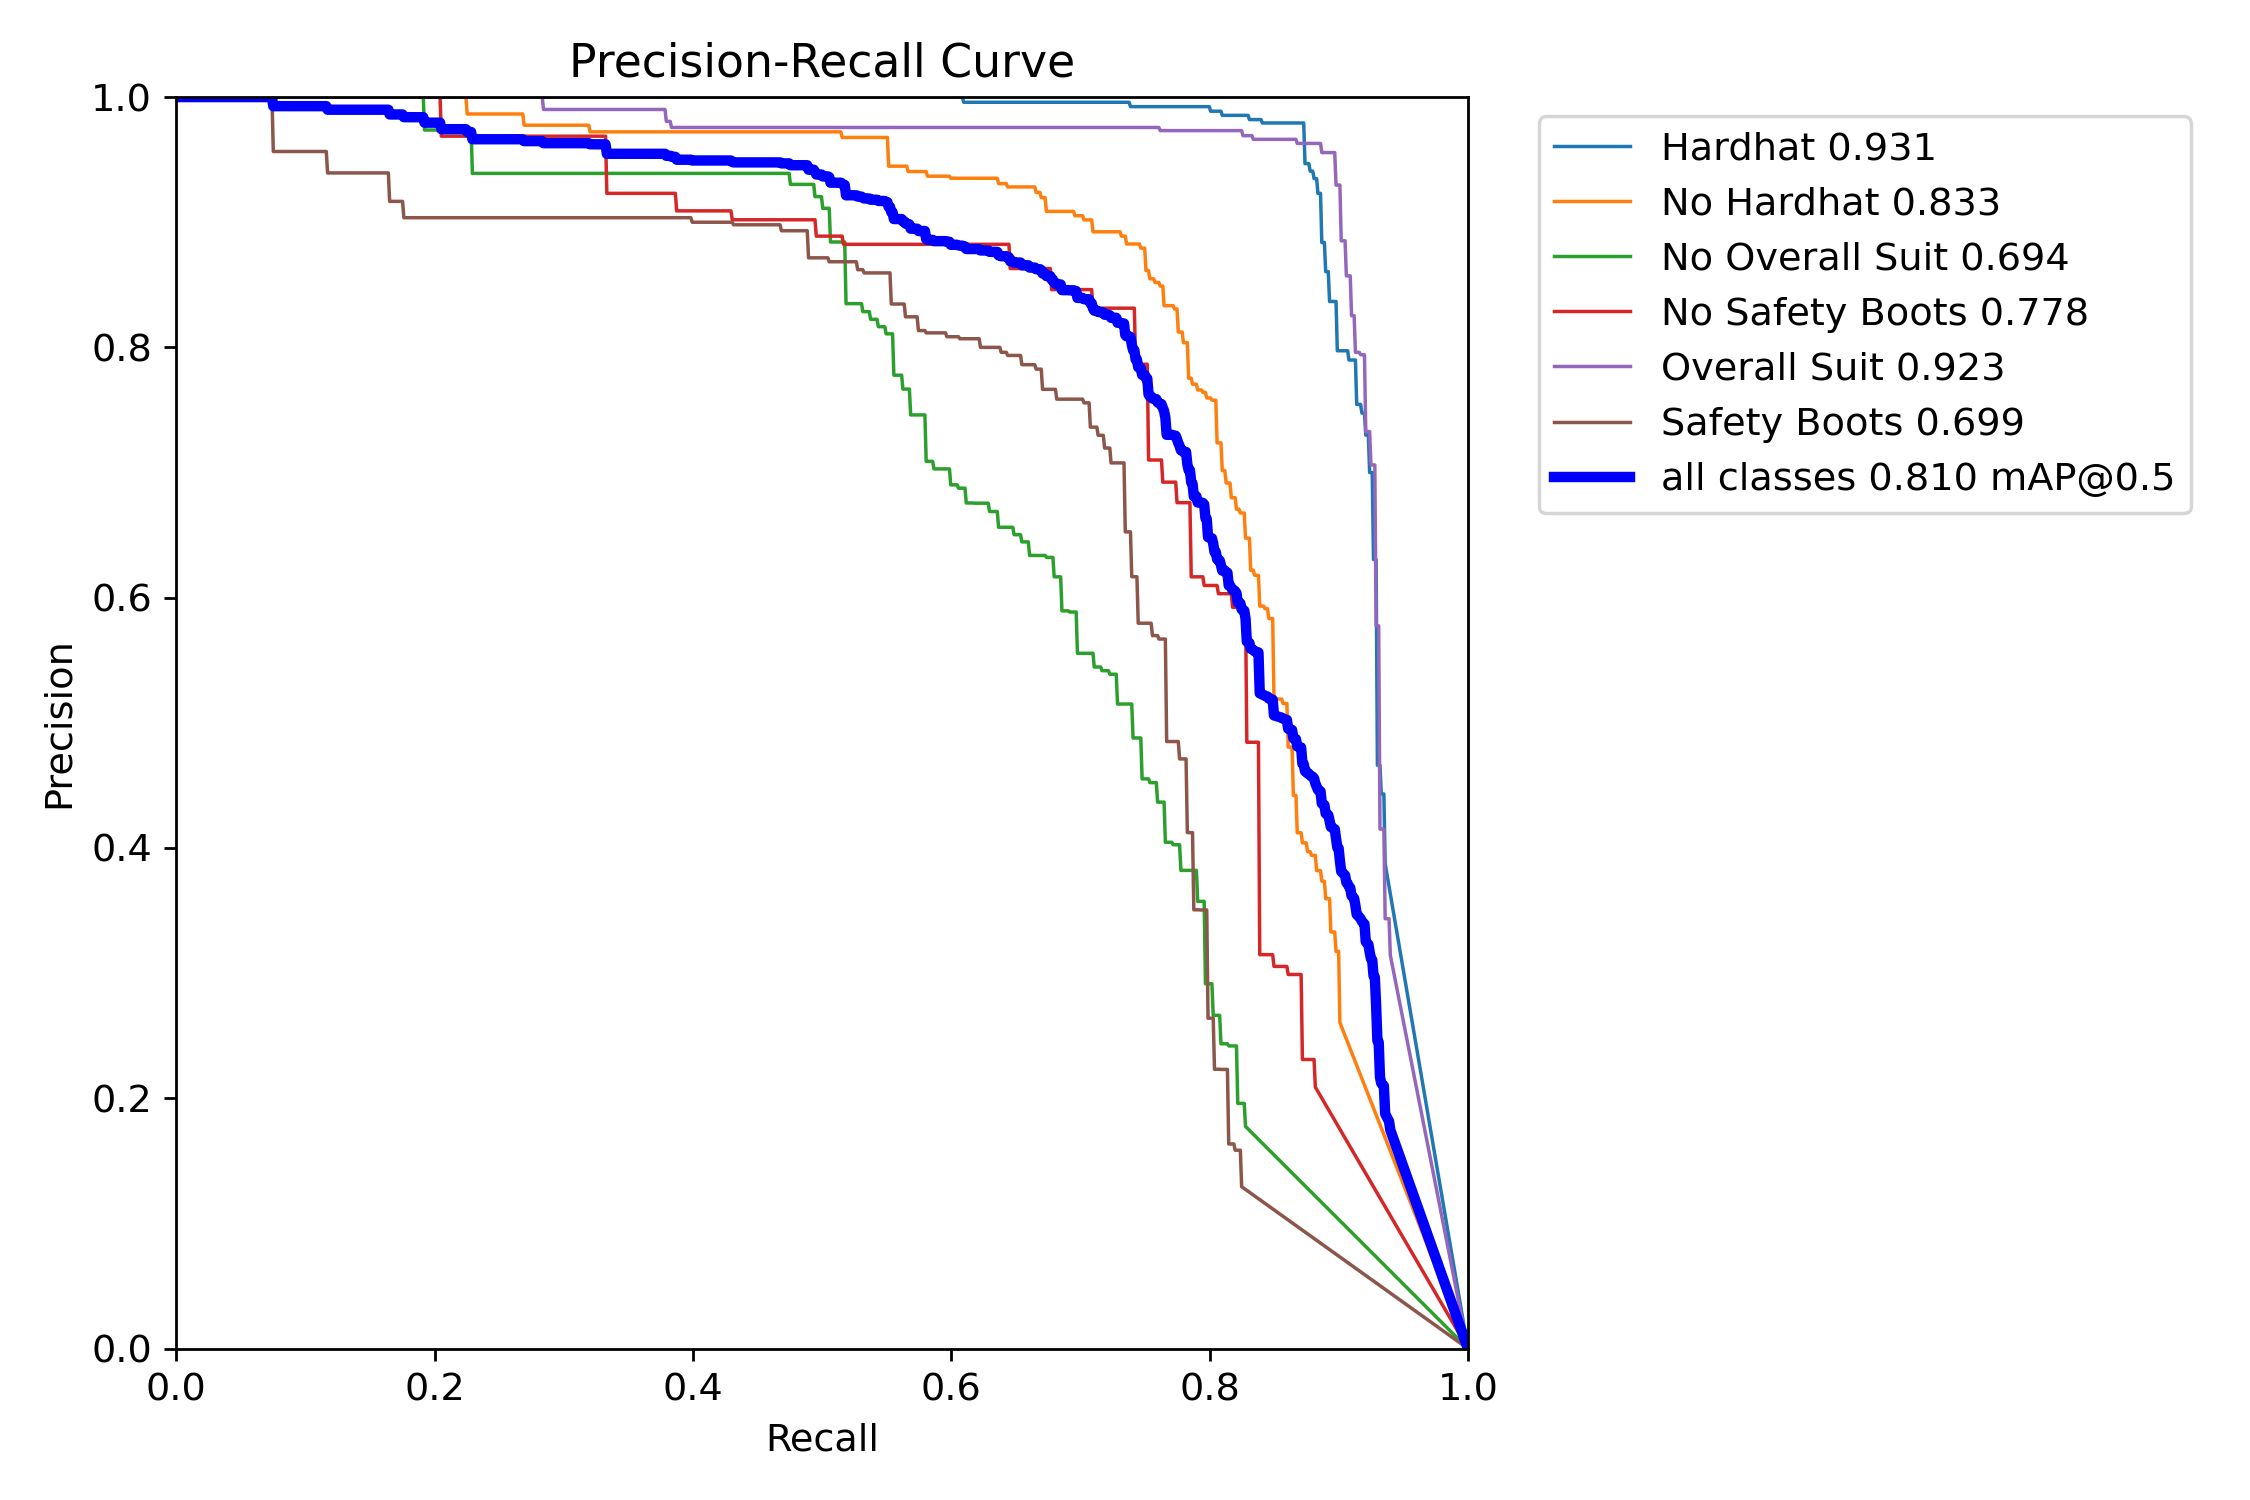 Precision-Recall Curve
1.0
0.8
0.6
0.4
0.2
0.0
Precision
0.0 0.2 0.4 0.6 0.8 1.0
Recall
Hardhat 0.931
No Hardhat 0.833
No Overall Suit 0.694
No Safety Boots 0.778
Overall Suit 0.923
Safety Boots 0.699
all classes 0.810 mAP@0.5